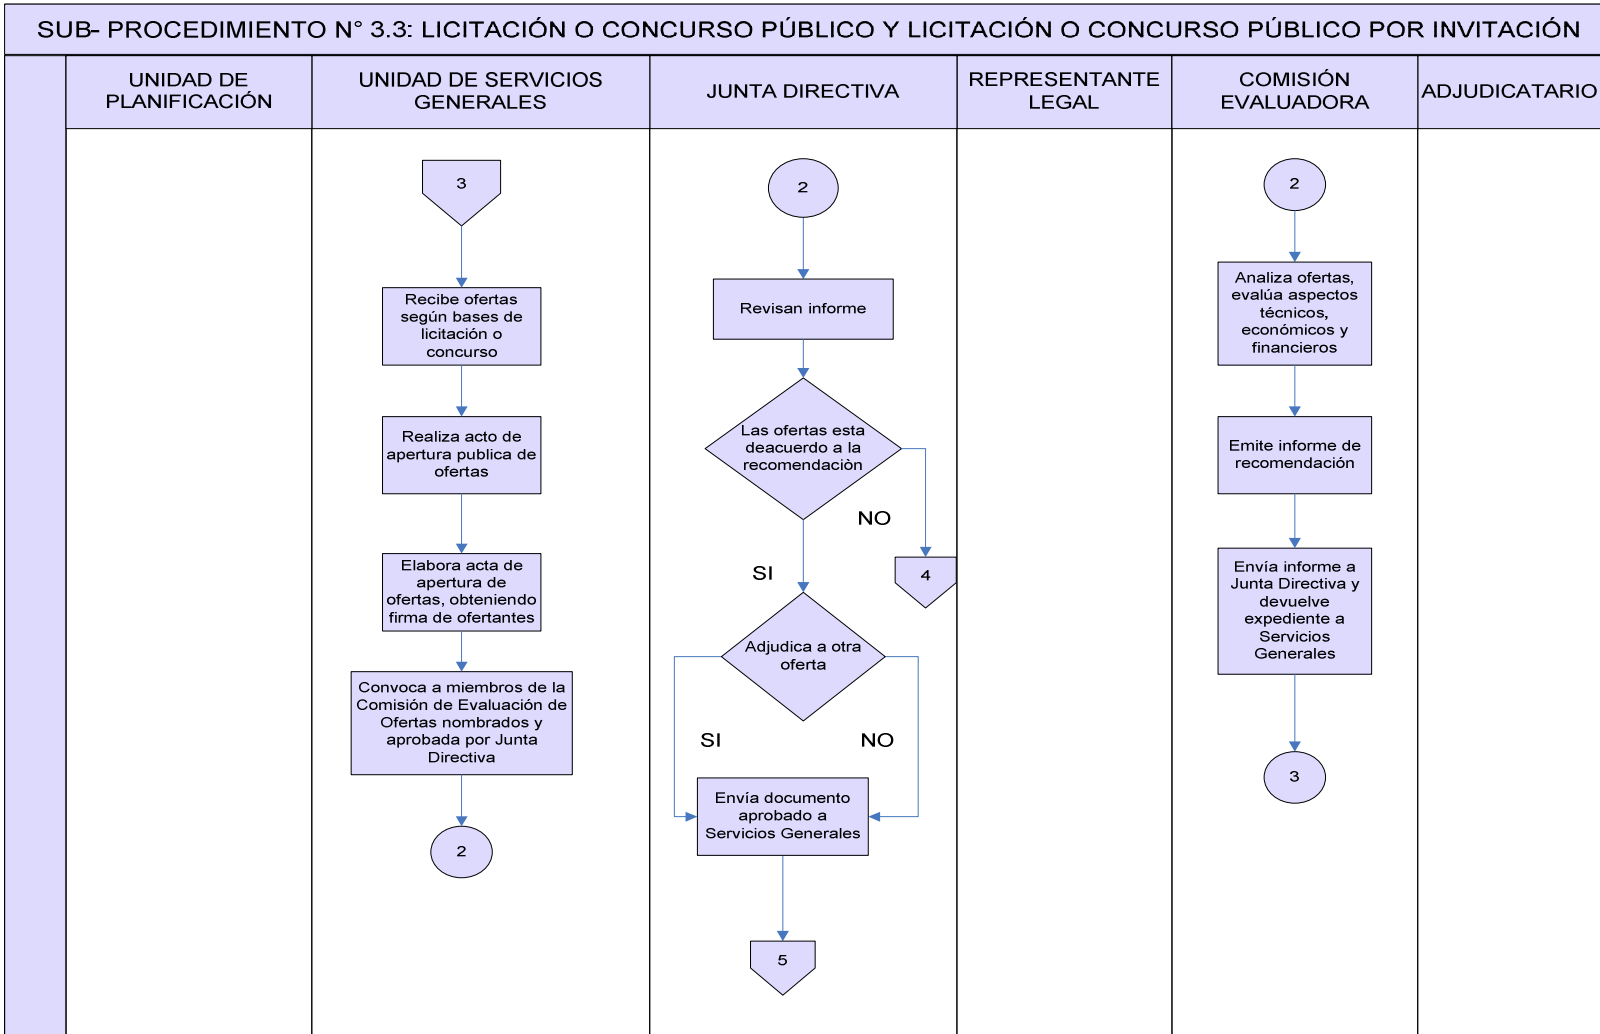 SUB- PROCEDIMIENTO N° 3.3: LICITACIÓN O CONCURSO PÚBLICO Y LICITACIÓN O CONCURSO PÚBLICO POR INVITACIÓN
UNIDAD DE
PLANIFICACIÓN
UNIDAD DE SERVICIOS
GENERALES
JUNTA DIRECTIVA
REPRESENTANTE
LEGAL
COMISIÓN
EVALUADORA
ADJUDICATARIO
3
Recibe ofertas
según bases de
licitación o
concurso
Realiza acto de
apertura publica de
ofertas
Elabora acta de
apertura de
ofertas, obteniendo
firma de ofertantes
Convoca a miembros de la
Comisión de Evaluación de
Ofertas nombrados y
aprobada por Junta
Directiva
2
2
Revisan informe
Las ofertas esta
deacuerdo a la
recomendaciòn
NO
4
SI
Adjudica a otra
oferta
SI
NO
Envía documento
aprobado a
Servicios Generales
5
2
Analiza ofertas,
evalúa aspectos
técnicos,
económicos y
financieros
Emite informe de
recomendación
Envía informe a
Junta Directiva y
devuelve
expediente a
Servicios
Generales
3